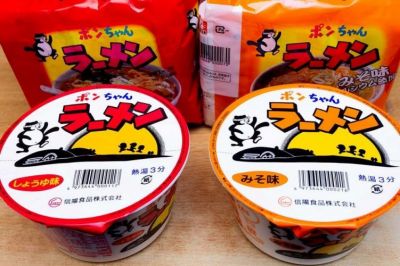 ポンちゃん
ラーメン
ポンちゃん
ラーメン
みそ味
ポンちゃん
ラーメン
熱湯3分
しょうゆ味
信陽食品株式会社
ポンちゃん
ラーメン
熱湯3分
みそ味
信陽食品株式会社